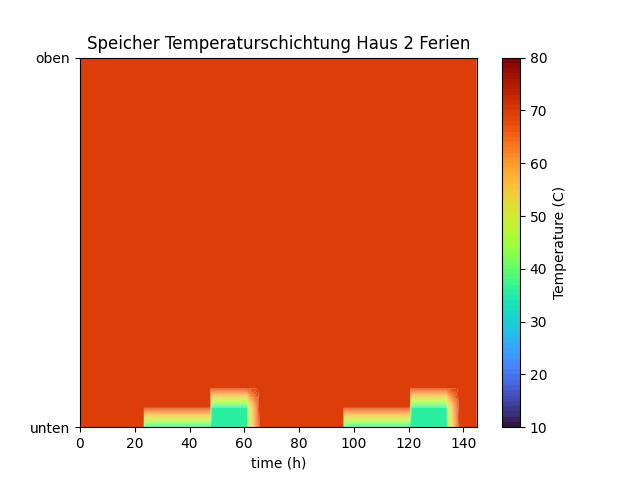 Speicher Temperaturschichtung Haus 2 Ferien
oben
unten
0 20 40 60 80 100 120 140
time (h)
80
70
60
50
40
30
20
10
Temperature (C)